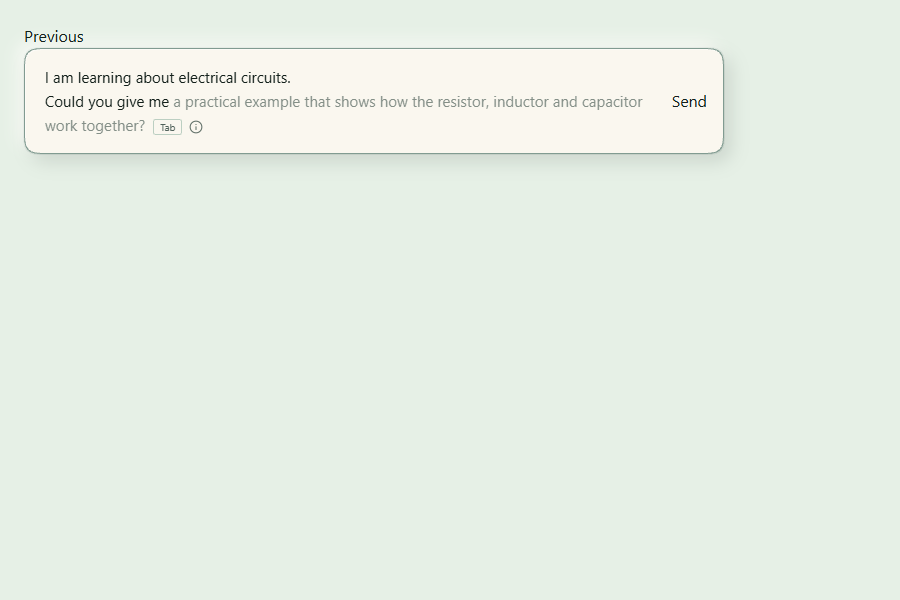 Previous
I am learning about electrical circuits.
Could you give me a practical example that shows how the resistor, inductor and capacitor
work together? Tab
Send